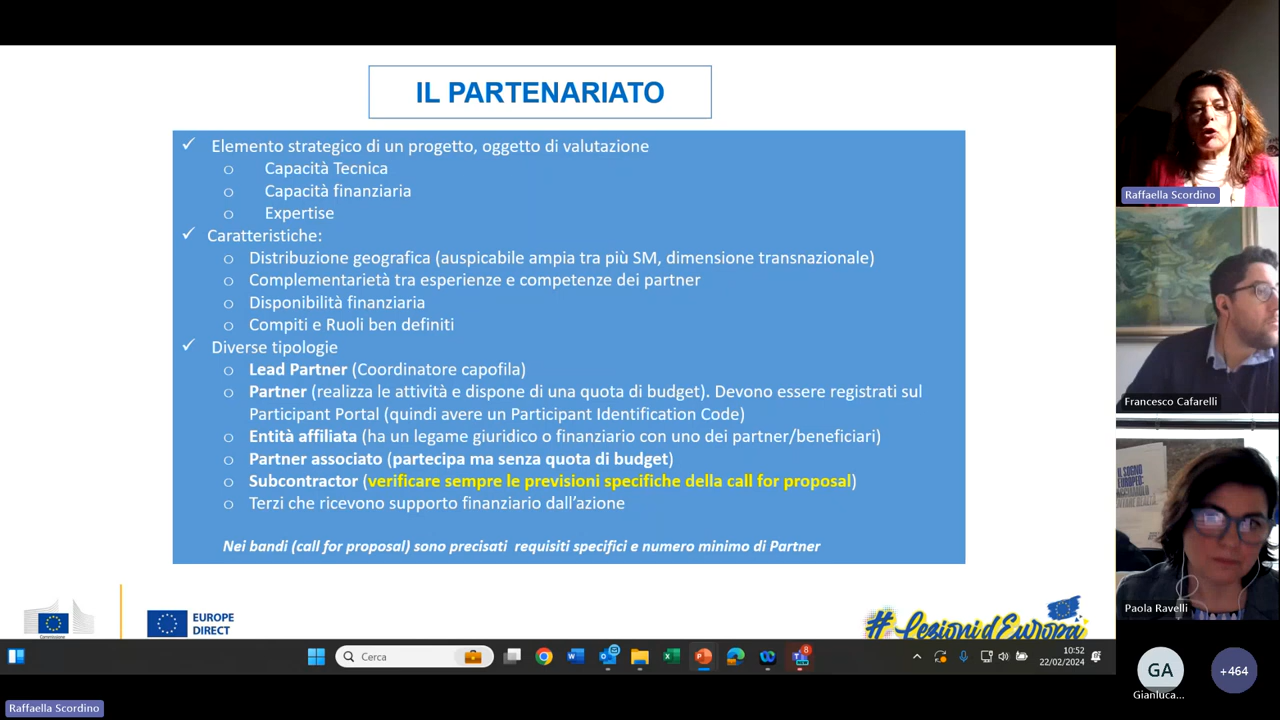 IL PARTENARIATO
Elemento strategico di un progetto, oggetto di valutazione
Capacità Tecnica
Capacità finanziaria
Expertise
Caratteristiche:
Distribuzione geografica (auspicabile ampia tra più SM, dimensione transnazionale)
Complementarietà tra esperienze e competenze dei partner
Disponibilità finanziaria
Compiti e Ruoli ben definiti
Diverse tipologie
Lead Partner (Coordinatore capofila)
Partner (realizza le attività e dispone di una quota di budget). Devono essere registrati sul
Participant Portal (quindi avere un Participant Identification Code)
Entità affiliata (ha un legame giuridico o finanziario con uno dei partner/beneficiari)
Partner associato (partecipa ma senza quota di budget)
Subcontractor (verificare sempre le previsioni specifiche della call for proposal)
Terzi che ricevono supporto finanziario dall'azione
Nei bandi (call for proposal) sono precisati requisiti specifici e numero minimo di Partner
EUROPE
DIRECT
#LezionidEuropa
Cerca
8
10:52
22/02/2024
Raffaella Scordino
Raffaella Scordino
Francesco Cafarelli
IL SOGNO
EUROPEO:
Paola Ravelli
GA
Gianluca...
+464